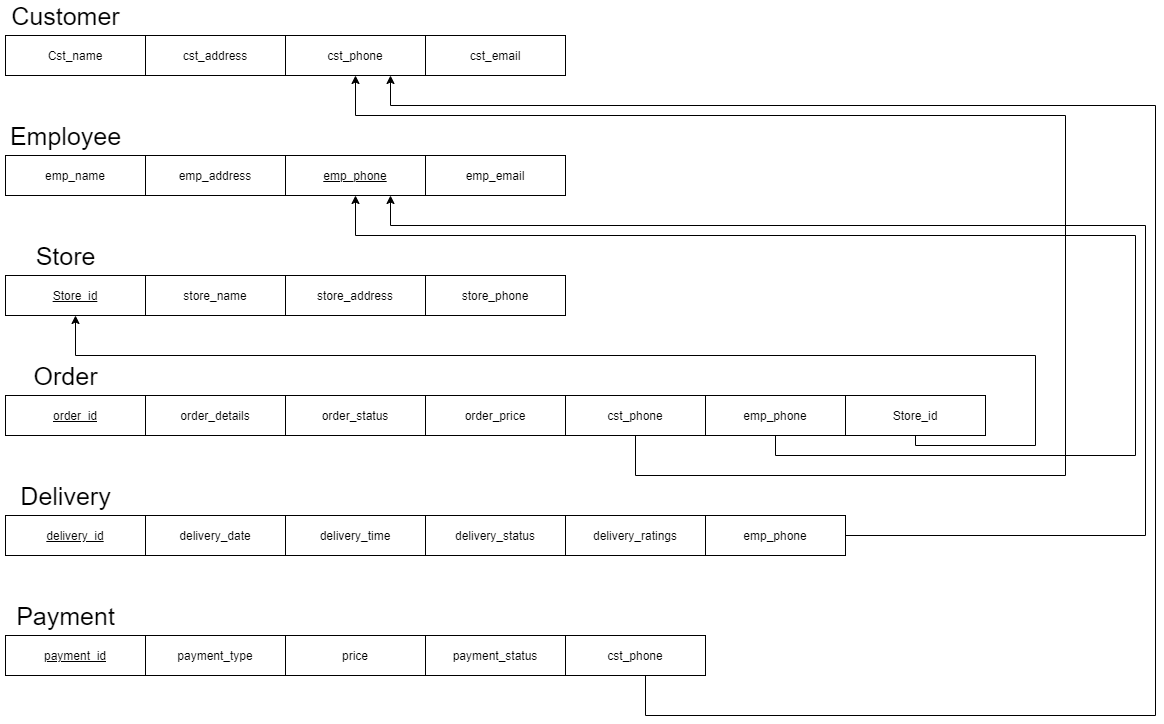 Customer
Cst_name cst_address cst_phone cst_email
Employee
emp_name emp_address emp_phone emp_email
Store
Store_id store_name store_address store_phone
Order
order_id order_details order_status order_price cst_phone emp_phone Store_id
Delivery
delivery_id delivery_date delivery_time delivery_status delivery_ratings emp_phone
Payment
payment_id payment_type price payment_status cst_phone